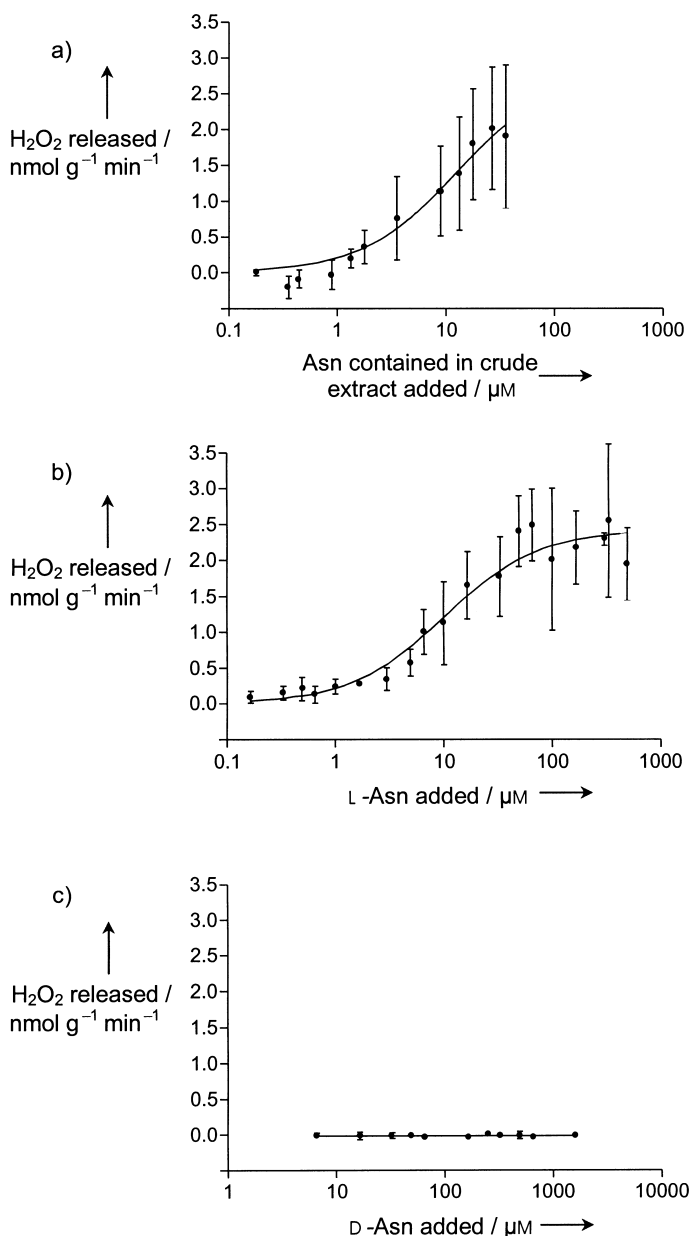 a)
H₂O₂ released /
nmol g⁻¹ min⁻¹
3.5
3.0
2.5
2.0
1.5
1.0
0.5
0.0
0.1 1 10 100 1000
Asn contained in crude
extract added / µM
b)
H₂O₂ released /
nmol g⁻¹ min⁻¹
3.5
3.0
2.5
2.0
1.5
1.0
0.5
0.0
0.1 1 10 100 1000
L -Asn added / µM
c)
H₂O₂ released /
nmol g⁻¹ min⁻¹
3.5
3.0
2.5
2.0
1.5
1.0
0.5
0.0
1 10 100 1000 10000
D -Asn added / µM